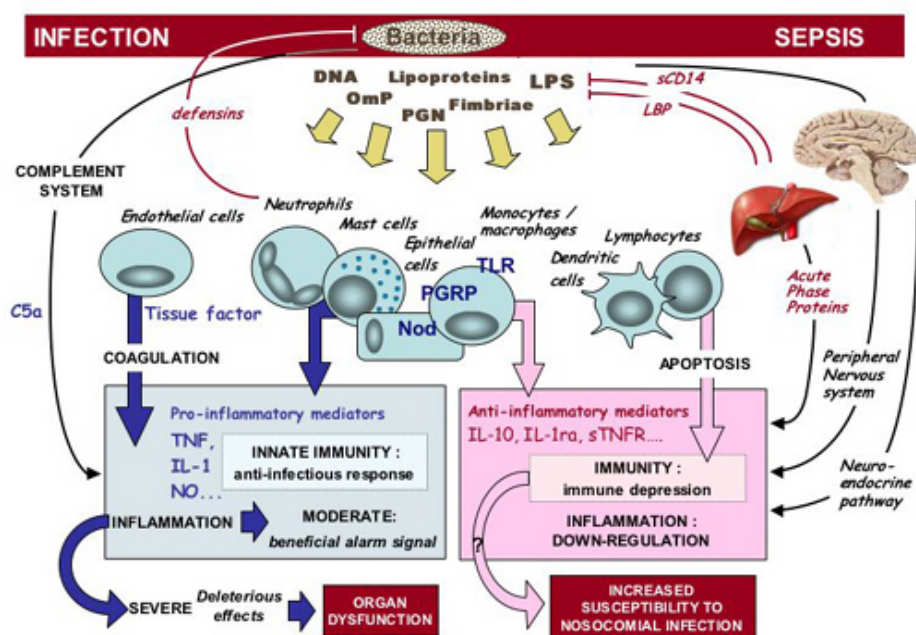 INFECTION
Bacteria
SEPSIS
DNA
Lipoproteins
LPS
OmP
PGN
Fimbriae
sCD14
LBP
defensins
COMPLEMENT
SYSTEM
Endothelial cells
Neutrophils
Mast cells
Epithelial
cells
Monocytes /
macrophages
Lymphocytes
Dendritic
cells
TLR
PGRP
Nod
C5a
Tissue factor
COAGULATION
APOPTOSIS
Acute
Phase
Proteins
Peripheral
Nervous
system
Neuro-
endocrine
pathway
Pro-inflammatory mediators
TNF,
IL-1
NO...
INNATE IMMUNITY :
anti-infectious response
INFLAMMATION
MODERATE:
beneficial alarm signal
Anti-inflammatory mediators
IL-10, IL-1ra, sTNFR....
IMMUNITY :
immune depression
INFLAMMATION :
DOWN-REGULATION
?
SEVERE
Deleterious
effects
ORGAN
DYSFUNCTION
INCREASED
SUSCEPTIBILITY TO
NOSOCOMIAL INFECTION